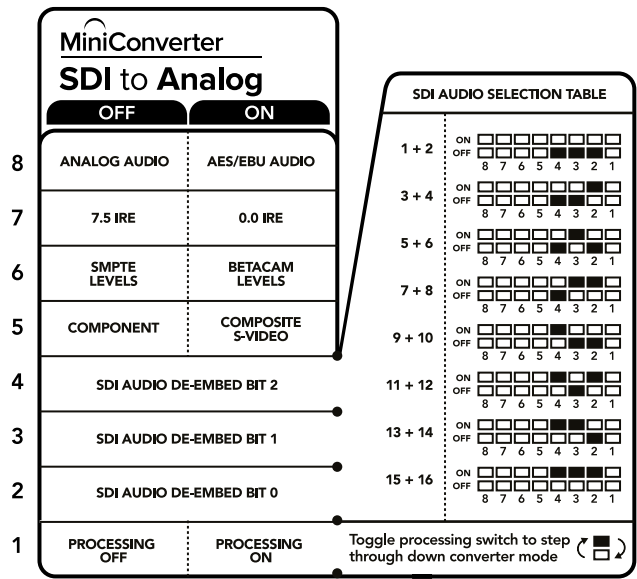 MiniConverter
SDI to Analog
OFF ON
8 ANALOG AUDIO AES/EBU AUDIO
7 7.5 IRE 0.0 IRE
6 SMPTE LEVELS BETACAM LEVELS
5 COMPONENT COMPOSITE S-VIDEO
4 SDI AUDIO DE-EMBED BIT 2
3 SDI AUDIO DE-EMBED BIT 1
2 SDI AUDIO DE-EMBED BIT 0
1 PROCESSING OFF PROCESSING ON
SDI AUDIO SELECTION TABLE
1 + 2 ON
OFF
8 7 6 5 4 3 2 1
3 + 4 ON
OFF
8 7 6 5 4 3 2 1
5 + 6 ON
OFF
8 7 6 5 4 3 2 1
7 + 8 ON
OFF
8 7 6 5 4 3 2 1
9 + 10 ON
OFF
8 7 6 5 4 3 2 1
11 + 12 ON
OFF
8 7 6 5 4 3 2 1
13 + 14 ON
OFF
8 7 6 5 4 3 2 1
15 + 16 ON
OFF
8 7 6 5 4 3 2 1
Toggle processing switch to step
through down converter mode